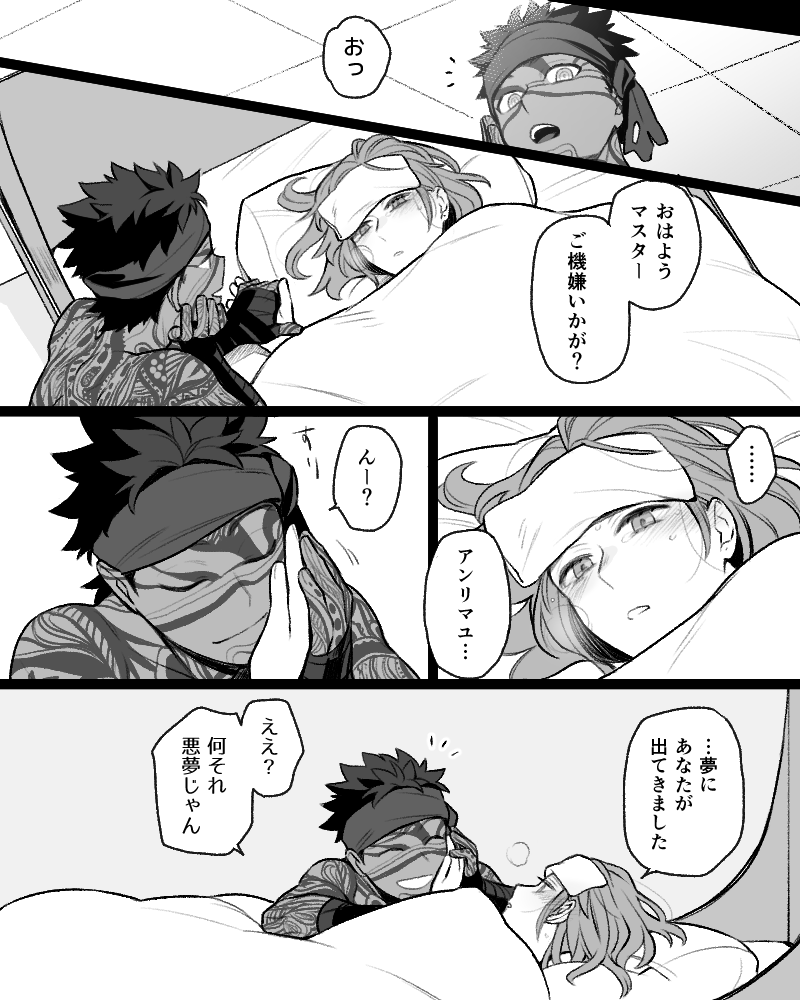 おっ
おはよう
マスター
ご機嫌いかが？
……
アンリマユ…
すり
んー？
…夢に
あなたが
出てきました
ええ？
何それ
悪夢じゃん